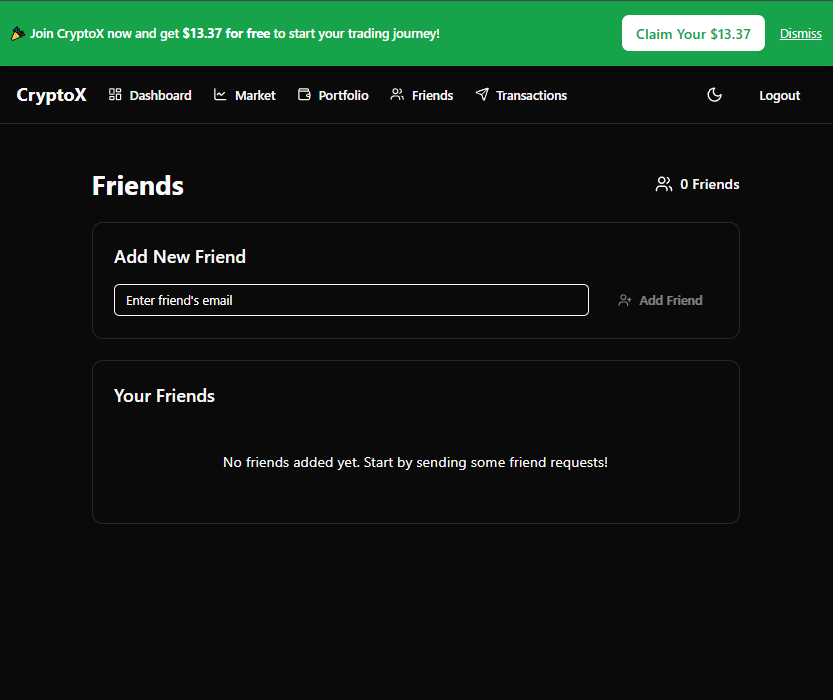 🎉 Join CryptoX now and get $13.37 for free to start your trading journey!
Claim Your $13.37
Dismiss
CryptoX
Dashboard
Market
Portfolio
Friends
Transactions
Logout
Friends
0 Friends
Add New Friend
Enter friend's email
Add Friend
Your Friends
No friends added yet. Start by sending some friend requests!